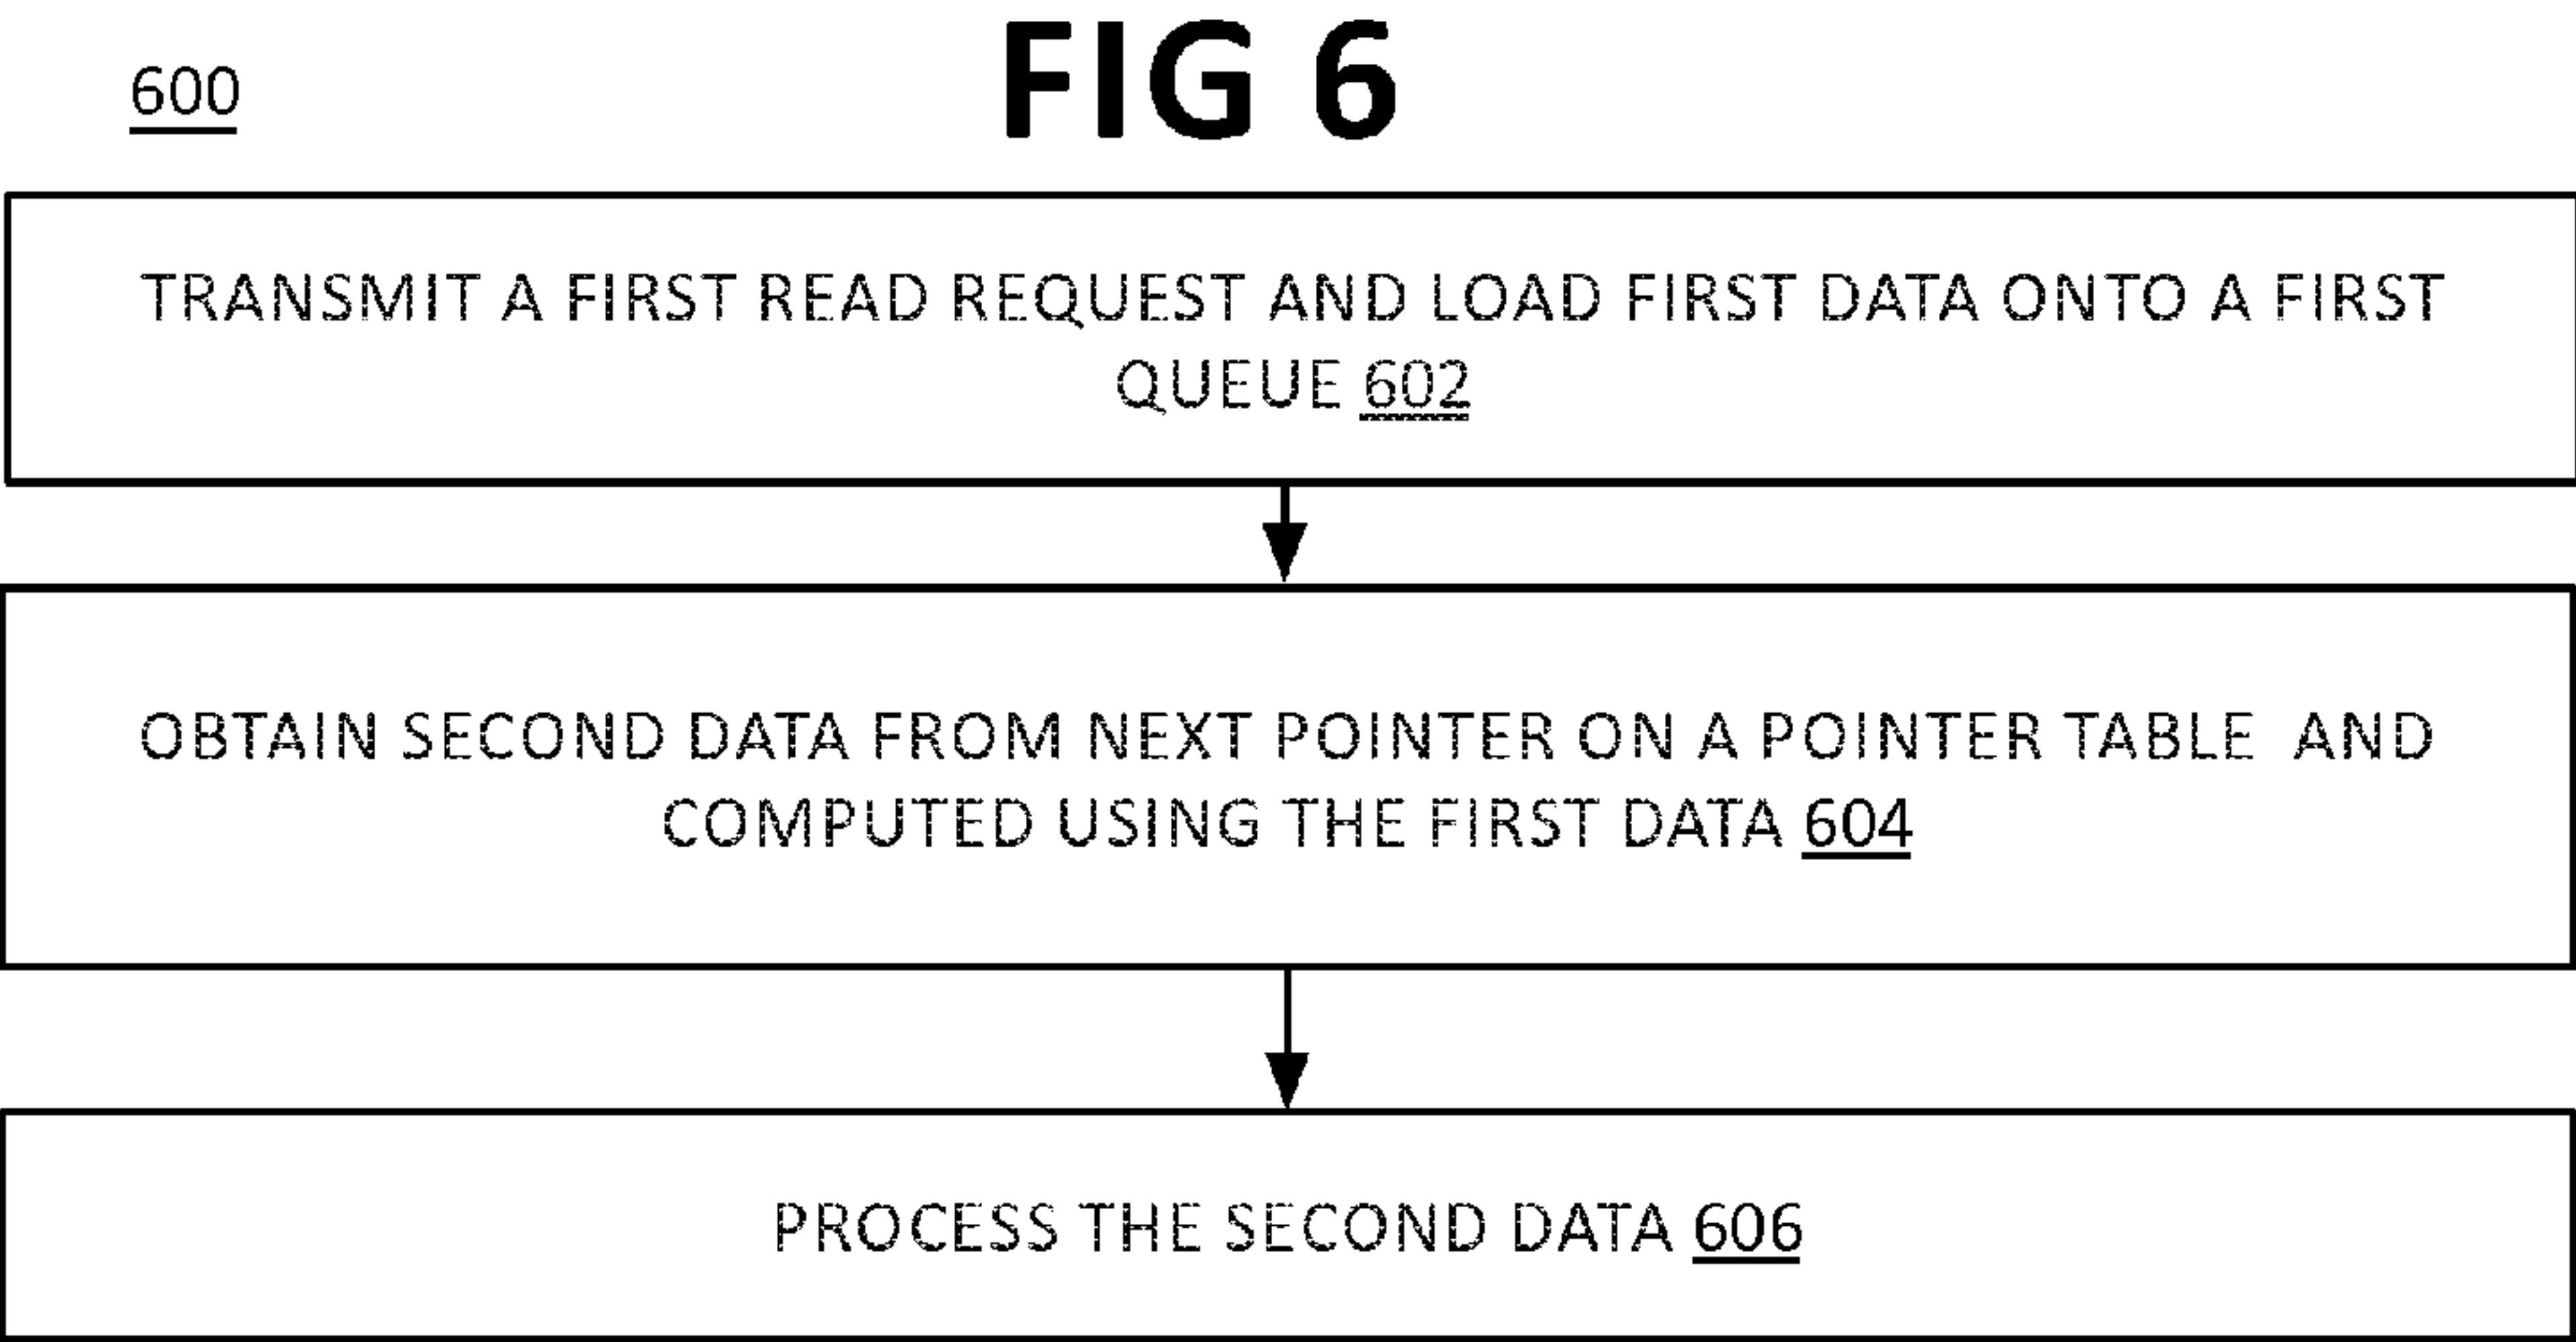 FIG 6
600
TRANSMIT A FIRST READ REQUEST AND LOAD FIRST DATA ONTO A FIRST
QUEUE 602
OBTAIN SECOND DATA FROM NEXT POINTER ON A POINTER TABLE AND
COMPUTED USING THE FIRST DATA 604
PROCESS THE SECOND DATA 606